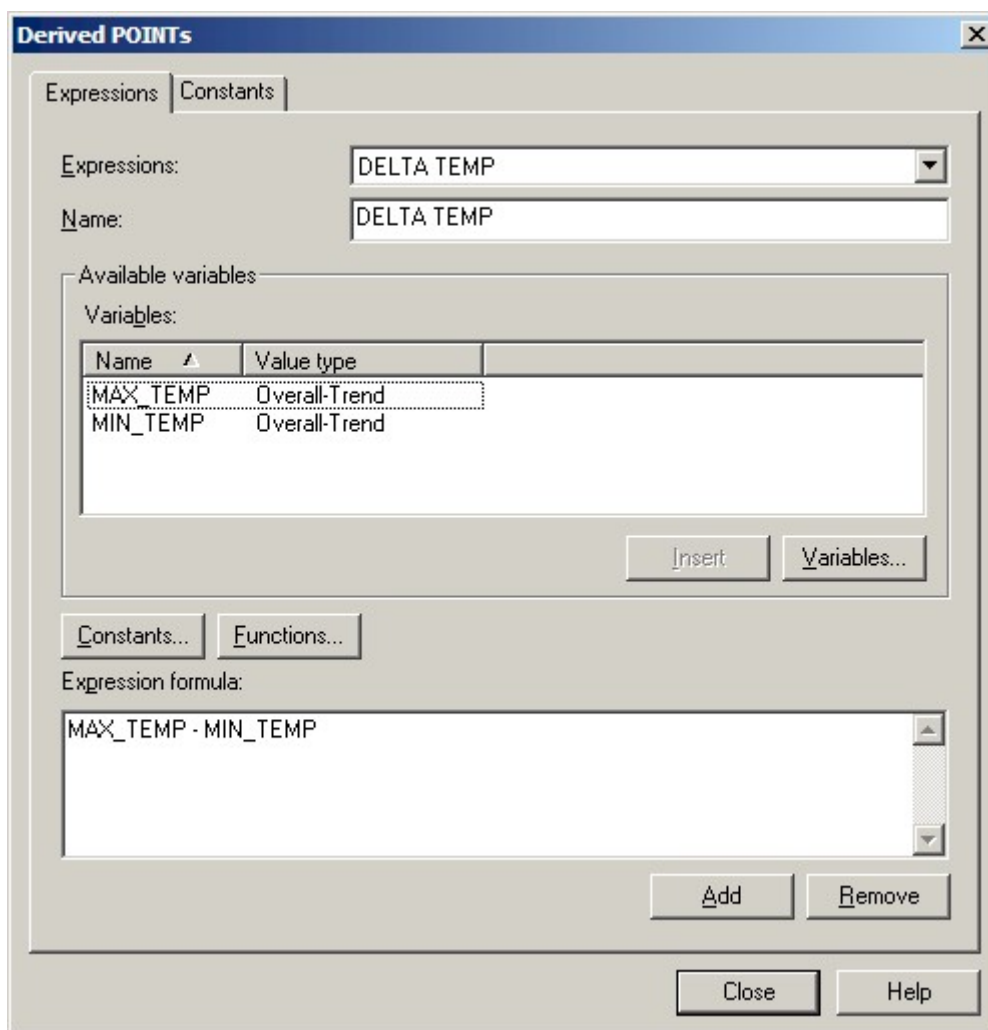 Derived POINTs
Expressions Constants
Expressions: DELTA TEMP
Name: DELTA TEMP
Available variables
Variables:
Name Value type
MAX_TEMP Overall-Trend
MIN_TEMP Overall-Trend
Insert Variables...
Constants... Functions...
Expression formula:
MAX_TEMP - MIN_TEMP
Add Remove
Close Help